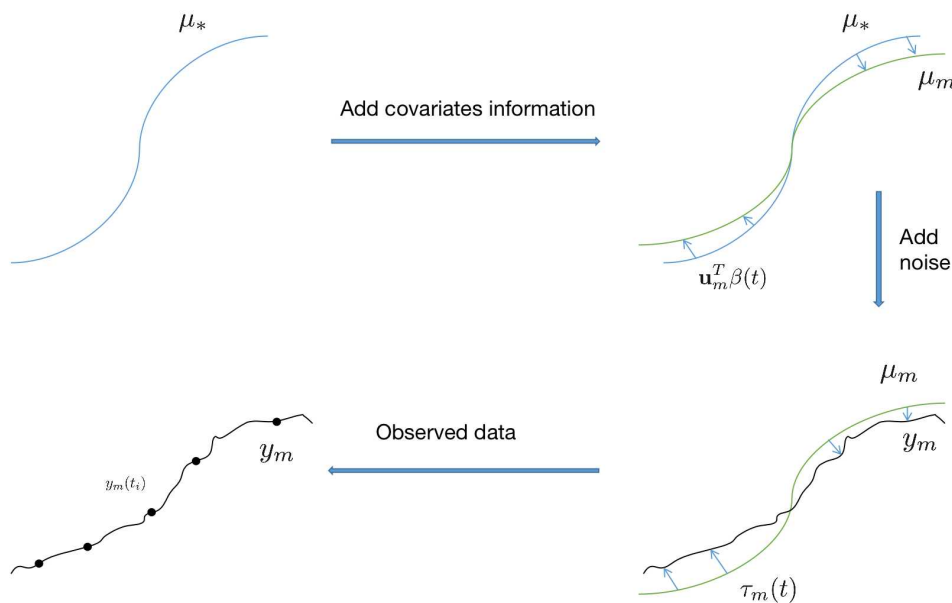 μ*
Add covariates information
μ*
μm
u_m^T β(t)
Add
noise
μm
Observed data
ym
ym(ti)
ym
τm(t)